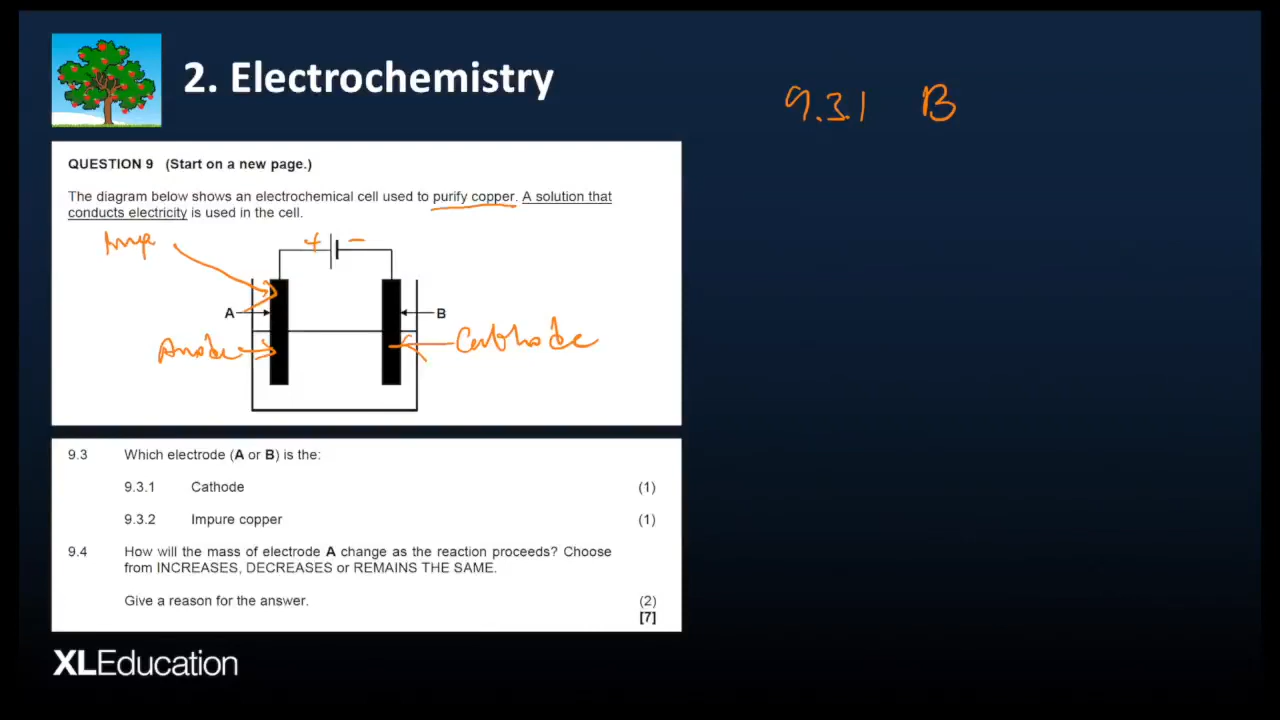 2. Electrochemistry
9.3.1 B
QUESTION 9 (Start on a new page.)
The diagram below shows an electrochemical cell used to purify copper. A solution that
conducts electricity is used in the cell.
Imp
+ −
A
B
Anode
Cathode
9.3 Which electrode (A or B) is the:
9.3.1 Cathode (1)
9.3.2 Impure copper (1)
9.4 How will the mass of electrode A change as the reaction proceeds? Choose
from INCREASES, DECREASES or REMAINS THE SAME.
Give a reason for the answer. (2)
[7]
XLEducation